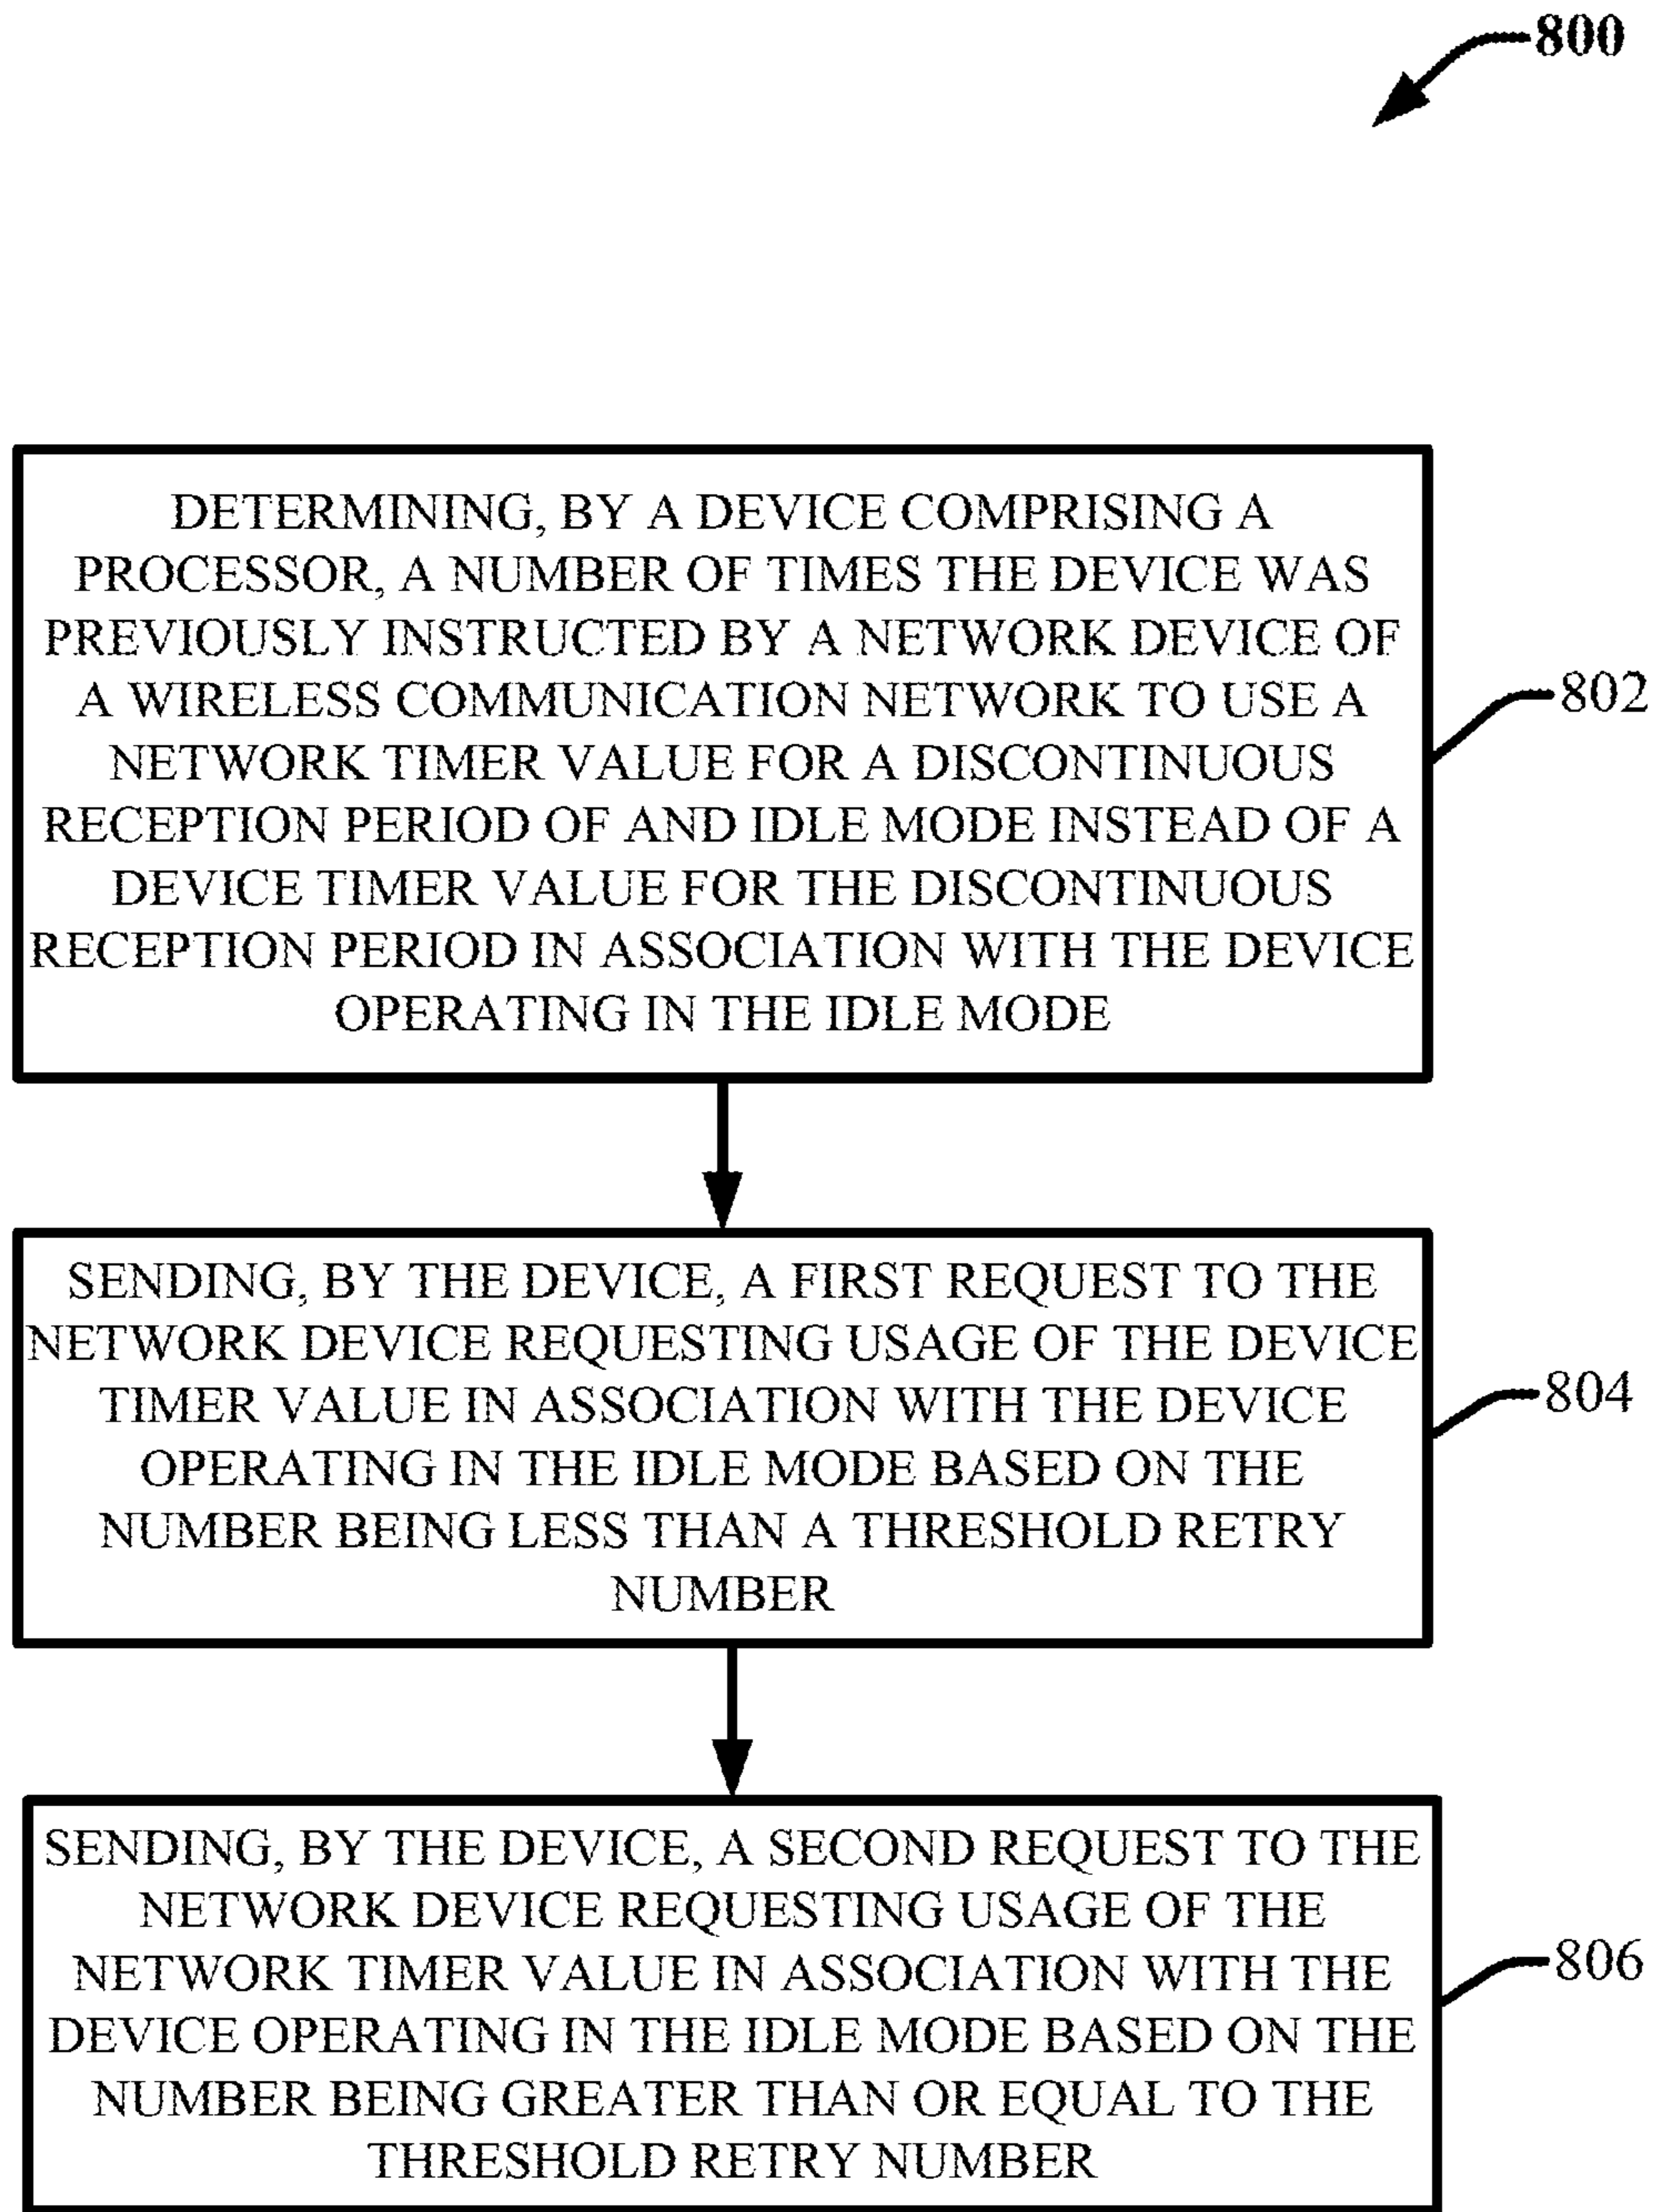 800
DETERMINING, BY A DEVICE COMPRISING A
PROCESSOR, A NUMBER OF TIMES THE DEVICE WAS
PREVIOUSLY INSTRUCTED BY A NETWORK DEVICE OF
A WIRELESS COMMUNICATION NETWORK TO USE A
NETWORK TIMER VALUE FOR A DISCONTINUOUS
RECEPTION PERIOD OF AND IDLE MODE INSTEAD OF A
DEVICE TIMER VALUE FOR THE DISCONTINUOUS
RECEPTION PERIOD IN ASSOCIATION WITH THE DEVICE
OPERATING IN THE IDLE MODE
802
SENDING, BY THE DEVICE, A FIRST REQUEST TO THE
NETWORK DEVICE REQUESTING USAGE OF THE DEVICE
TIMER VALUE IN ASSOCIATION WITH THE DEVICE
OPERATING IN THE IDLE MODE BASED ON THE
NUMBER BEING LESS THAN A THRESHOLD RETRY
NUMBER
804
SENDING, BY THE DEVICE, A SECOND REQUEST TO THE
NETWORK DEVICE REQUESTING USAGE OF THE
NETWORK TIMER VALUE IN ASSOCIATION WITH THE
DEVICE OPERATING IN THE IDLE MODE BASED ON THE
NUMBER BEING GREATER THAN OR EQUAL TO THE
THRESHOLD RETRY NUMBER
806